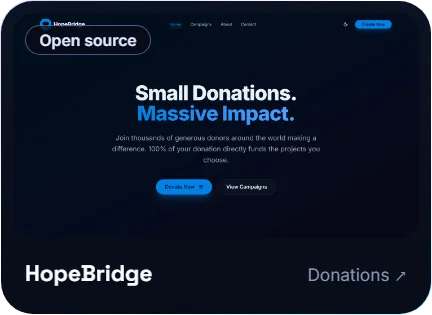 HopeBridge
Home Campaigns About Contact
Donate Now
Open source
Small Donations.
Massive Impact.
Join thousands of generous donors around the world making a
difference. 100% of your donation directly funds the projects you
choose.
Donate Now
View Campaigns
HopeBridge
Donations ↗